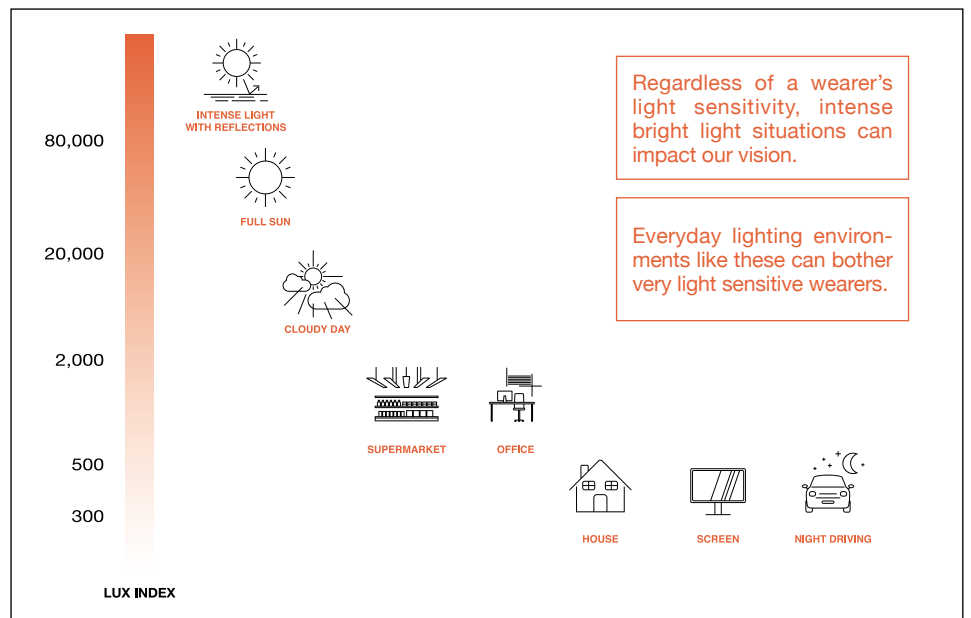 INTENSE LIGHT
WITH REFLECTIONS
80,000
FULL SUN
20,000
CLOUDY DAY
2,000
SUPERMARKET
OFFICE
500
300
HOUSE
SCREEN
NIGHT DRIVING
LUX INDEX
Regardless of a wearer’s
light sensitivity, intense
bright light situations can
impact our vision.
Everyday lighting environ-
ments like these can bother
very light sensitive wearers.